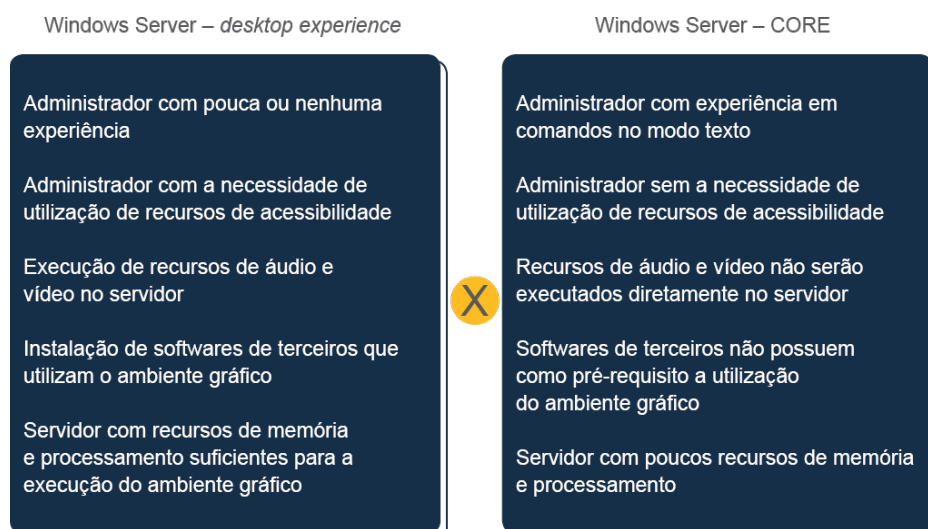 Windows Server – desktop experience
Administrador com pouca ou nenhuma
experiência
Administrador com a necessidade de
utilização de recursos de acessibilidade
Execução de recursos de áudio e
vídeo no servidor
Instalação de softwares de terceiros que
utilizam o ambiente gráfico
Servidor com recursos de memória
e processamento suficientes para a
execução do ambiente gráfico
X
Windows Server – CORE
Administrador com experiência em
comandos no modo texto
Administrador sem a necessidade de
utilização de recursos de acessibilidade
Recursos de áudio e vídeo não serão
executados diretamente no servidor
Softwares de terceiros não possuem
como pré-requisito a utilização
do ambiente gráfico
Servidor com poucos recursos de memória
e processamento